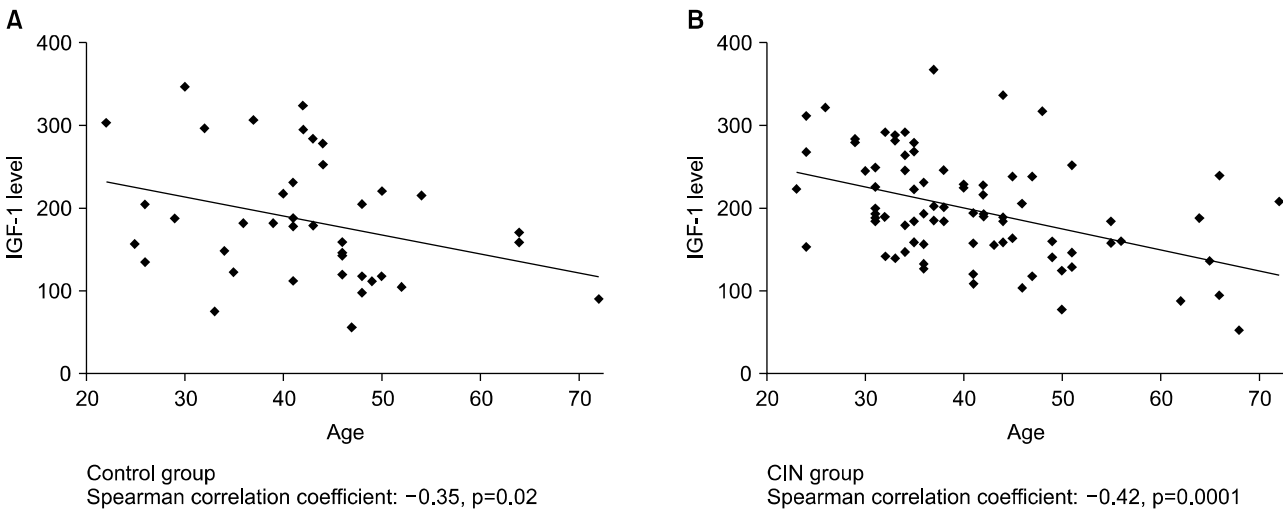 A
400
300
200
100
0
IGF-1 level
20 30 40 50 60 70
Age
Control group
Spearman correlation coefficient: −0.35, p=0.02
B
400
300
200
100
0
IGF-1 level
20 30 40 50 60 70
Age
CIN group
Spearman correlation coefficient: −0.42, p=0.0001